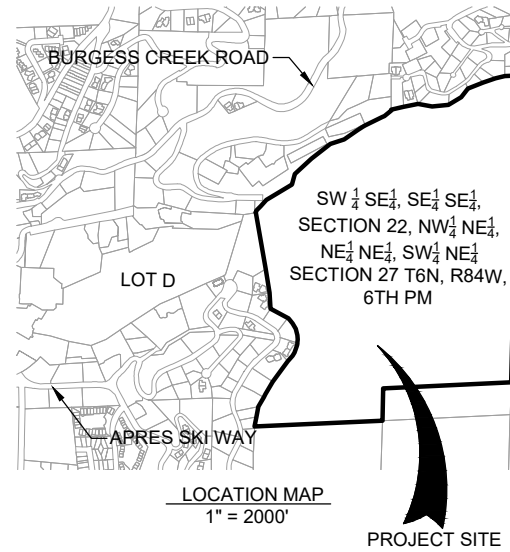 BURGESS CREEK ROAD
SW 1/4 SE1/4, SE1/4 SE1/4,
SECTION 22, NW1/4 NE1/4,
NE1/4 NE1/4, SW1/4 NE1/4
SECTION 27 T6N, R84W,
6TH PM
LOT D
APRES SKI WAY
LOCATION MAP
1" = 2000'
PROJECT SITE